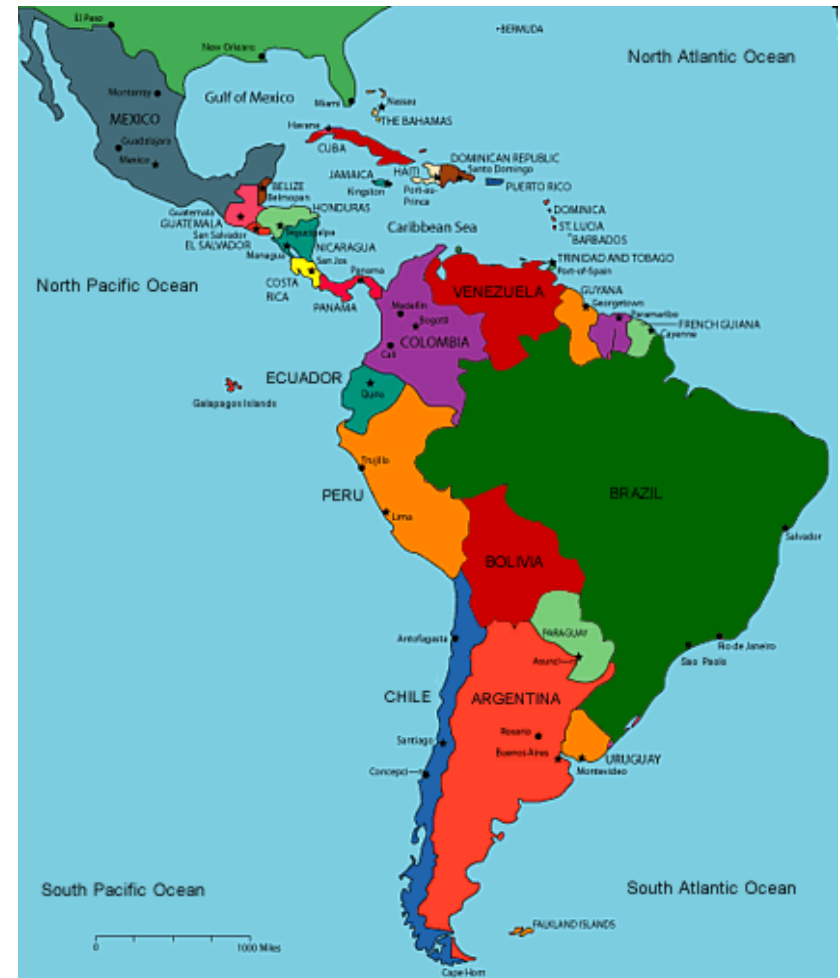 El Paso
BERMUDA
New Orleans
North Atlantic Ocean
Monterrey
Gulf of Mexico
Miami
Nassau
MEXICO
THE BAHAMAS
Havana
Guadalajara
CUBA
Mexico
DOMINICAN REPUBLIC
HAITI
Santo Domingo
JAMAICA
Kingston
Port-au-
Prince
PUERTO RICO
BELIZE
Belmopan
HONDURAS
DOMINICA
Guatemala
GUATEMALA
Tegucigalpa
ST. LUCIA
BARBADOS
San Salvador
EL SALVADOR
Caribbean Sea
NICARAGUA
Managua
San Jos
TRINIDAD AND TOBAGO
Port-of-Spain
North Pacific Ocean
COSTA
RICA
Panama
PANAMA
VENEZUELA
GUYANA
Georgetown
Medallin
Paramaribo
Bogotá
FRENCH GUIANA
COLOMBIA
Cayenne
Cali
ECUADOR
Quito
Galapagos Islands
Trujillo
PERU
BRAZIL
Lima
Salvador
BOLIVIA
PARAGUAY
Antofagasta
Rio de Janeiro
Asunci
Sao Paolo
CHILE
ARGENTINA
Rosario
Santiago
Buenos-Aires
URUGUAY
Concepci
Montevideo
South Pacific Ocean
South Atlantic Ocean
FALKLAND ISLANDS
0
1000 Miles
Cape Horn